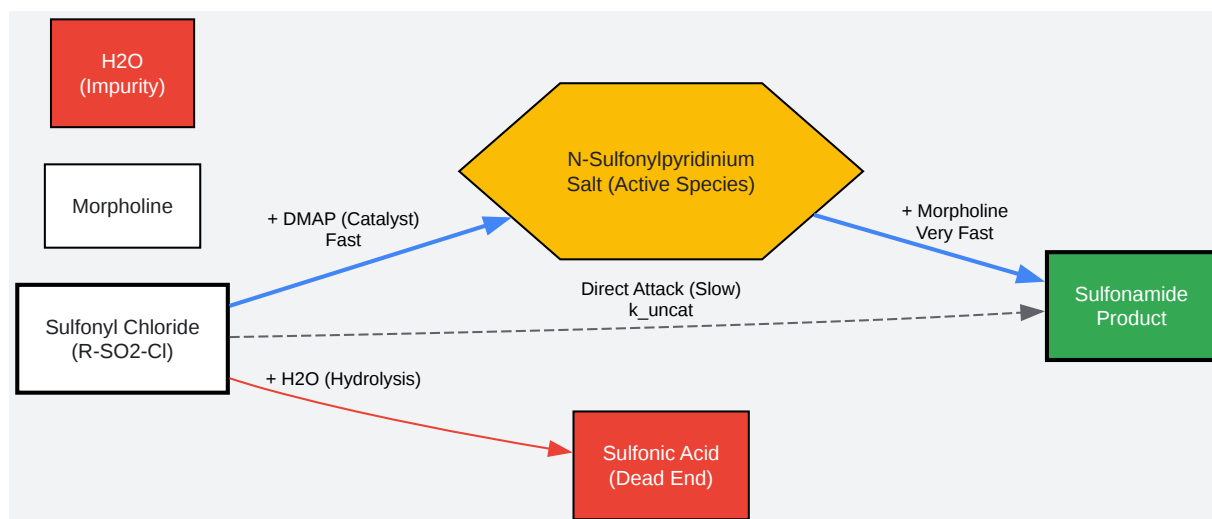 H2O
(Impurity)
Morpholine
Sulfonyl Chloride
(R-SO2-Cl)
+ DMAP (Catalyst)
Fast
N-Sulfonylpyridinium
Salt (Active Species)
+ Morpholine
Very Fast
Direct Attack (Slow)
k_uncat
Sulfonamide
Product
+ H2O (Hydrolysis)
Sulfonic Acid
(Dead End)